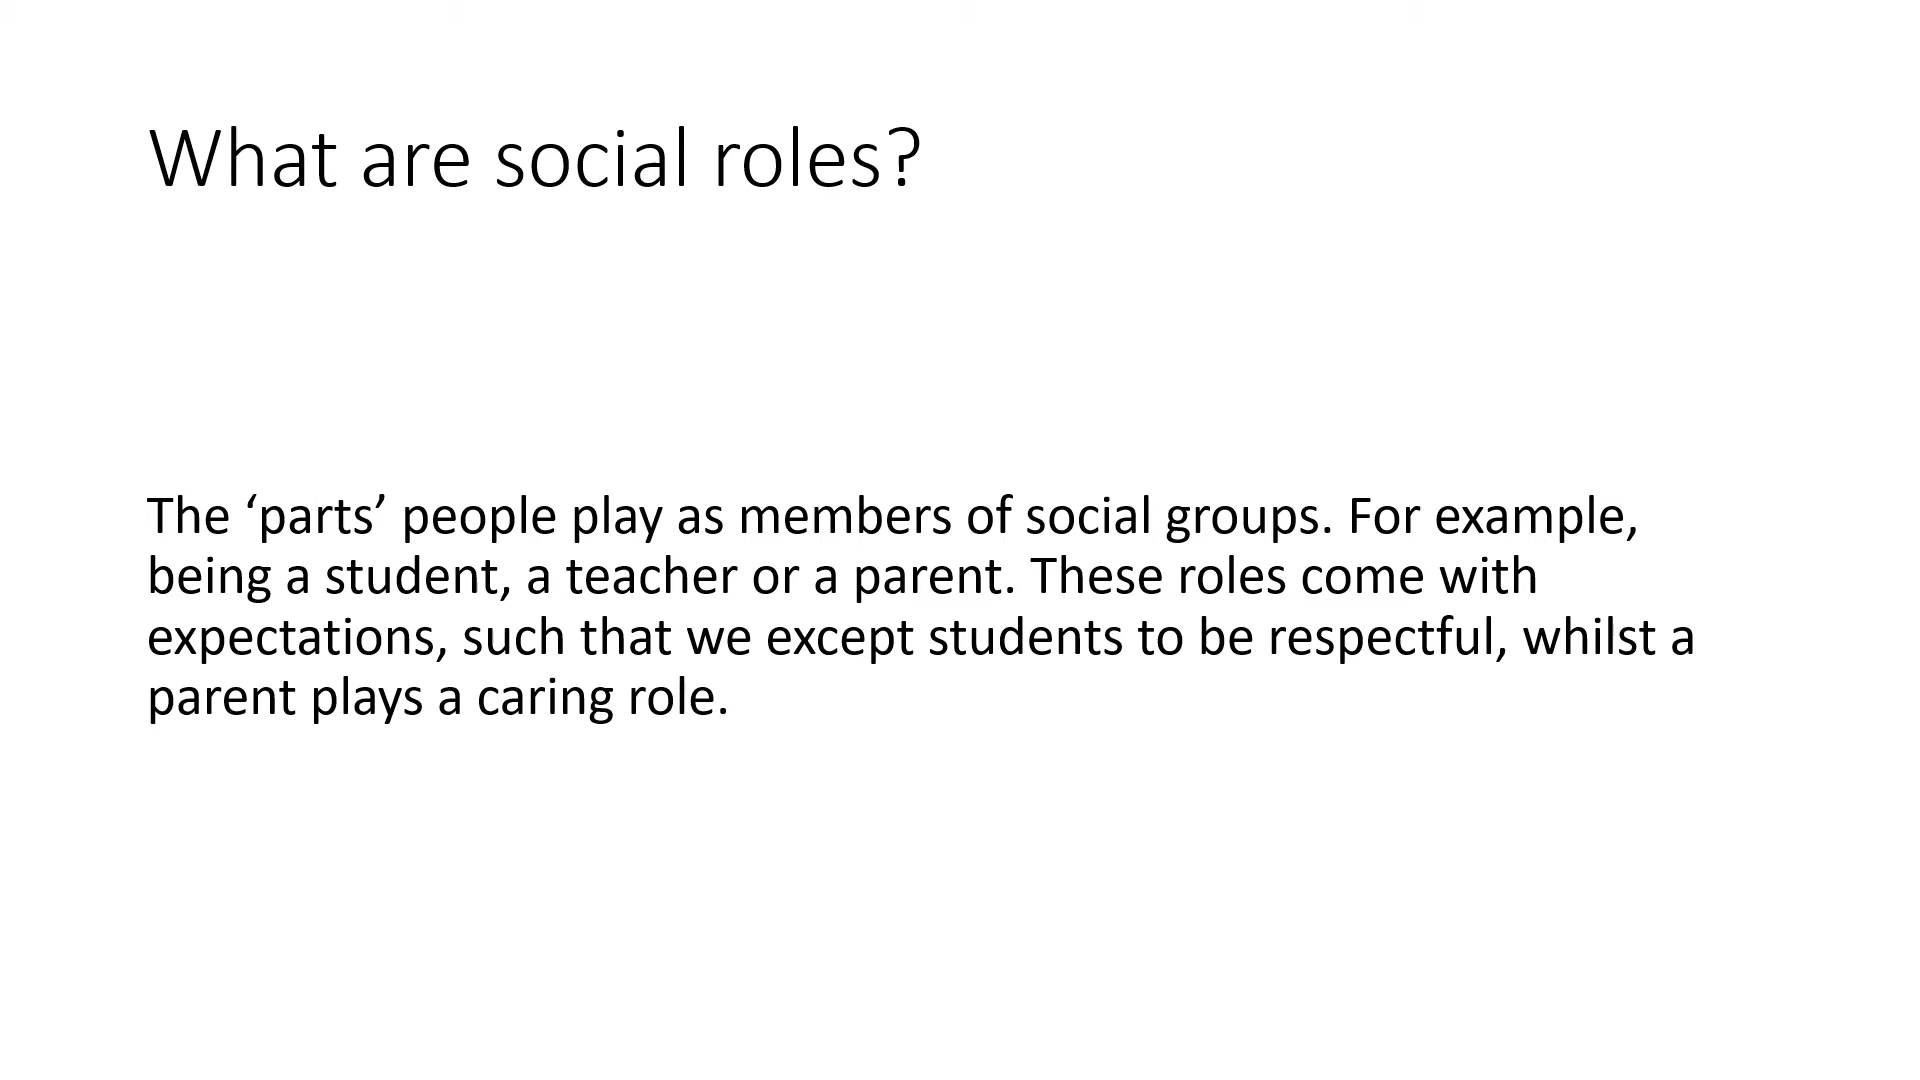 What are social roles?
The ‘parts’ people play as members of social groups. For example,
being a student, a teacher or a parent. These roles come with
expectations, such that we except students to be respectful, whilst a
parent plays a caring role.